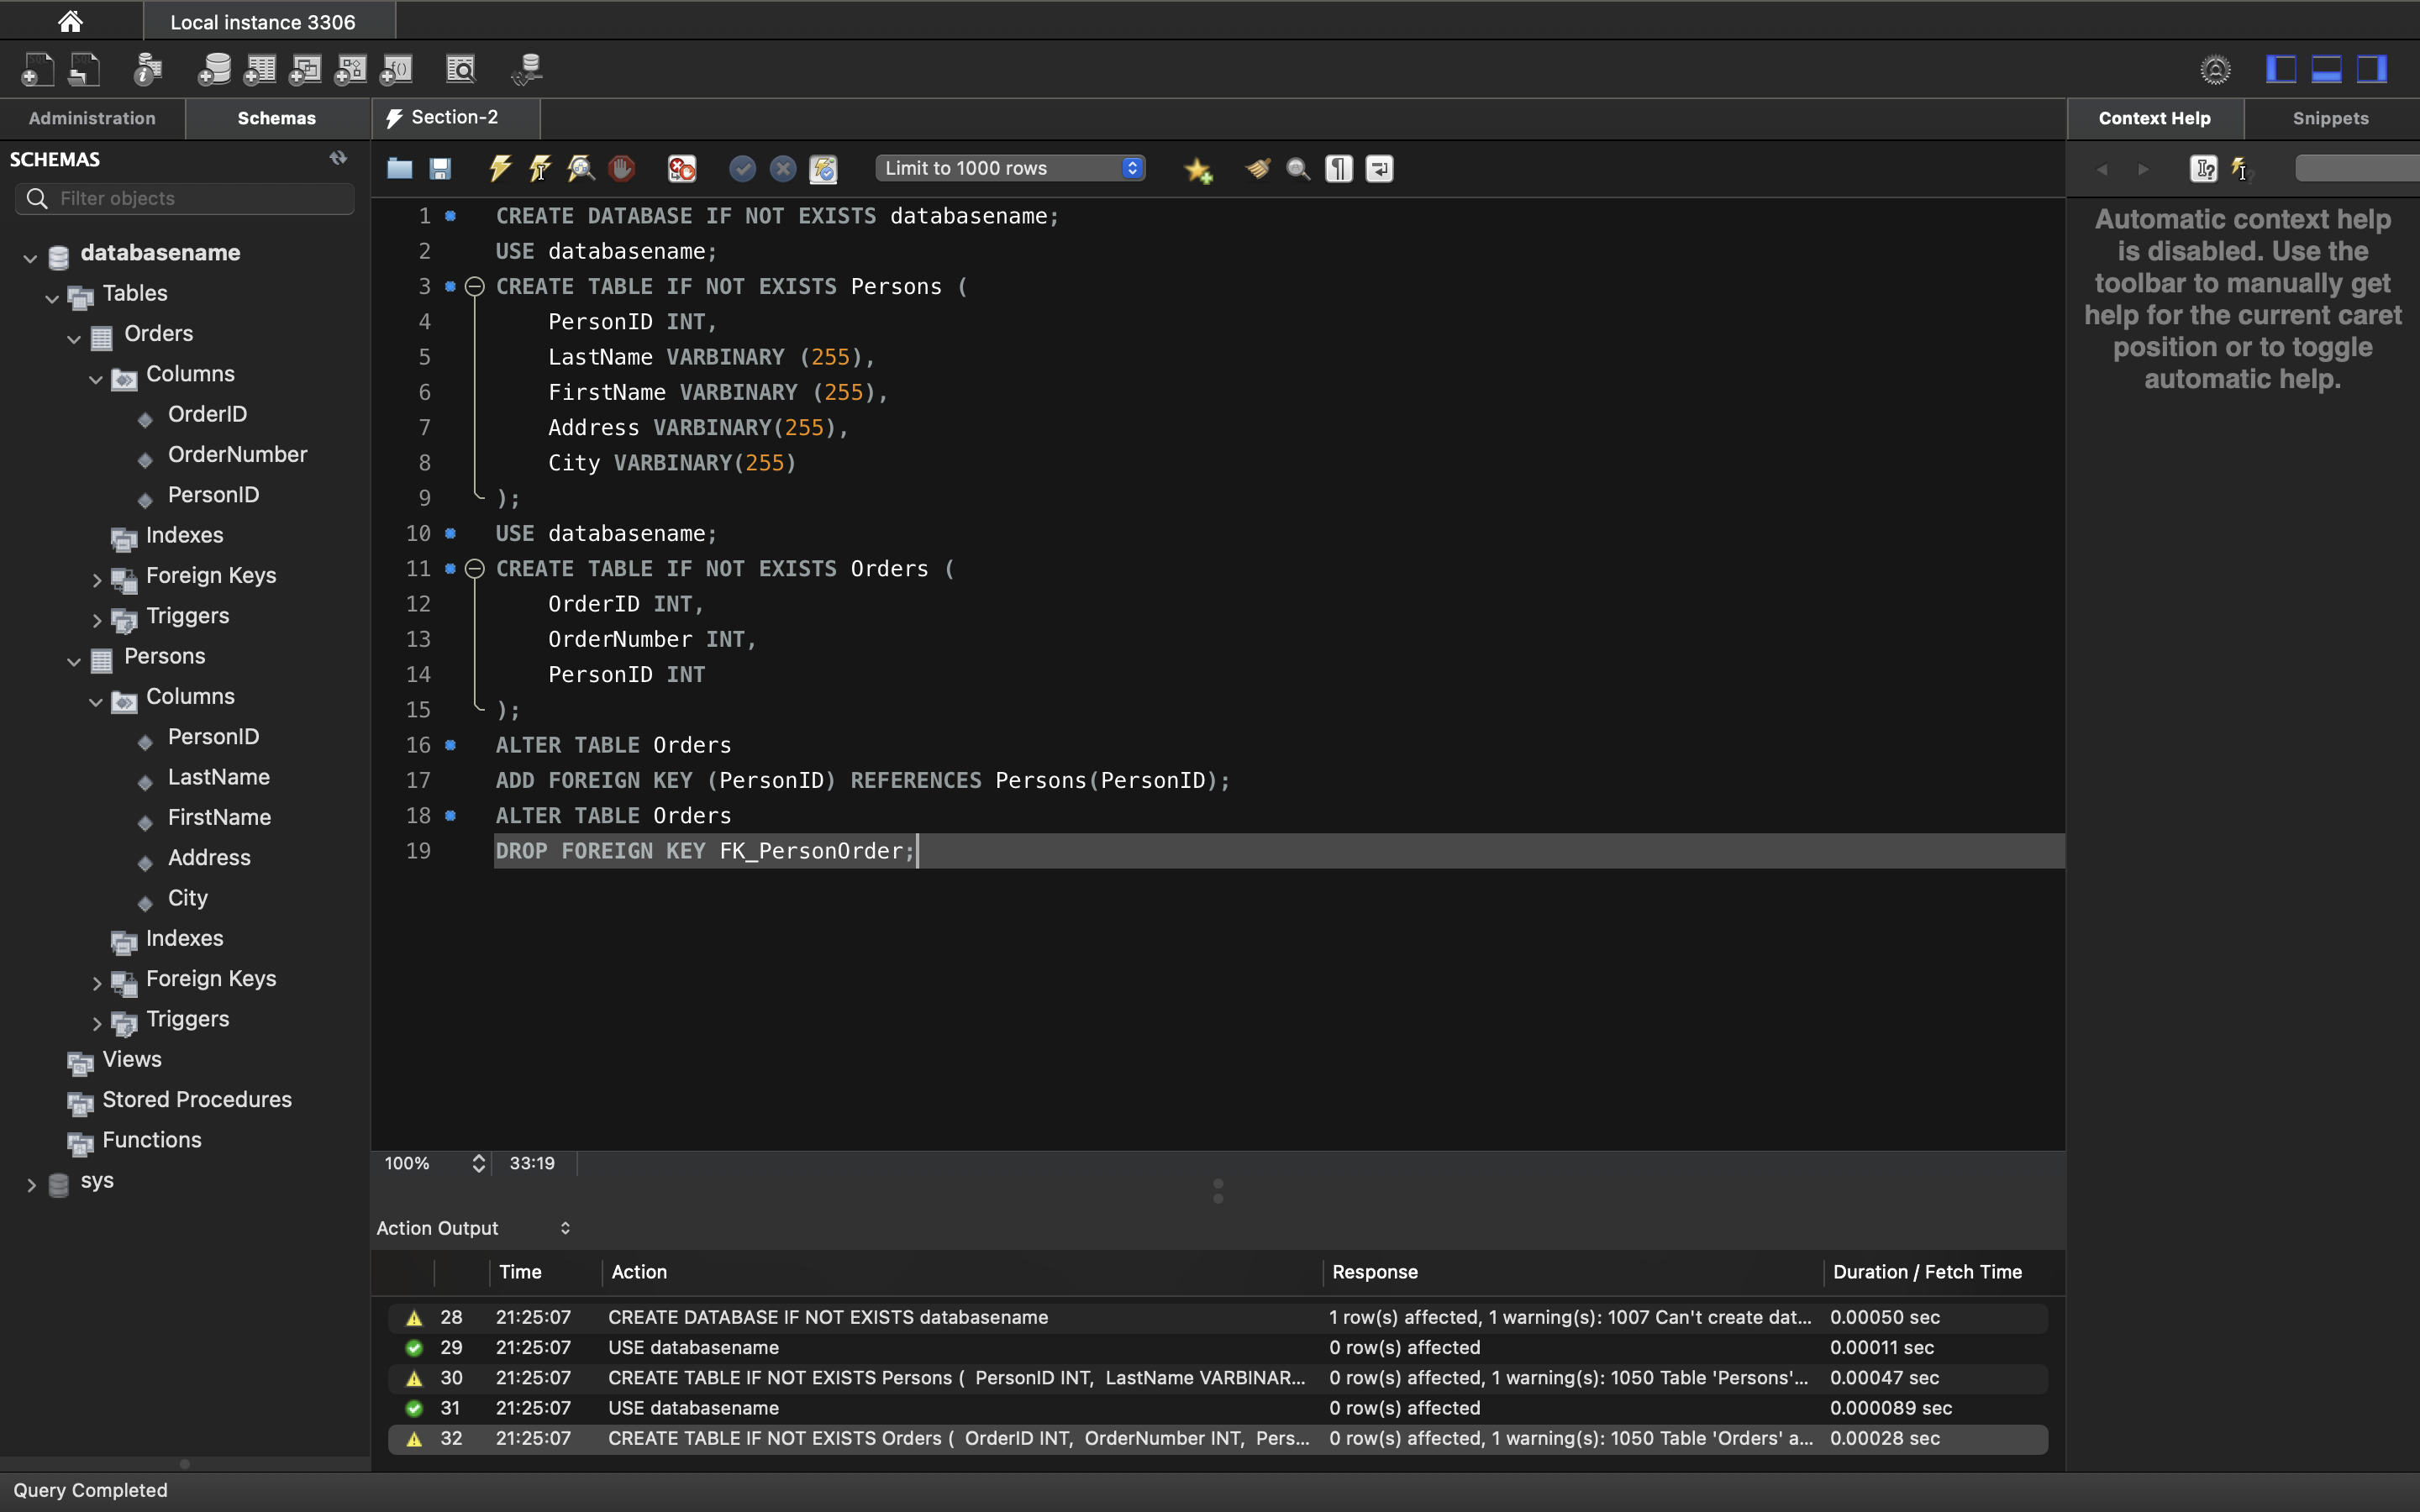 Local instance 3306
Administration
Schemas
Section-2
Context Help
Snippets
SCHEMAS
Filter objects
Limit to 1000 rows
databasename
Tables
Orders
Columns
OrderID
OrderNumber
PersonID
Indexes
Foreign Keys
Triggers
Persons
Columns
PersonID
LastName
FirstName
Address
City
Indexes
Foreign Keys
Triggers
Views
Stored Procedures
Functions
sys
1 CREATE DATABASE IF NOT EXISTS databasename;
2 USE databasename;
3 CREATE TABLE IF NOT EXISTS Persons (
4 PersonID INT,
5 LastName VARBINARY (255),
6 FirstName VARBINARY (255),
7 Address VARBINARY(255),
8 City VARBINARY(255)
9 );
10 USE databasename;
11 CREATE TABLE IF NOT EXISTS Orders (
12 OrderID INT,
13 OrderNumber INT,
14 PersonID INT
15 );
16 ALTER TABLE Orders
17 ADD FOREIGN KEY (PersonID) REFERENCES Persons(PersonID);
18 ALTER TABLE Orders
19 DROP FOREIGN KEY FK_PersonOrder;
Automatic context help
is disabled. Use the
toolbar to manually get
help for the current caret
position or to toggle
automatic help.
100% 33:19
Action Output
Time Action Response Duration / Fetch Time
28 21:25:07 CREATE DATABASE IF NOT EXISTS databasename 1 row(s) affected, 1 warning(s): 1007 Can't create dat... 0.00050 sec
29 21:25:07 USE databasename 0 row(s) affected 0.00011 sec
30 21:25:07 CREATE TABLE IF NOT EXISTS Persons ( PersonID INT, LastName VARBINAR... 0 row(s) affected, 1 warning(s): 1050 Table 'Persons'... 0.00047 sec
31 21:25:07 USE databasename 0 row(s) affected 0.000089 sec
32 21:25:07 CREATE TABLE IF NOT EXISTS Orders ( OrderID INT, OrderNumber INT, Pers... 0 row(s) affected, 1 warning(s): 1050 Table 'Orders' a... 0.00028 sec
Query Completed